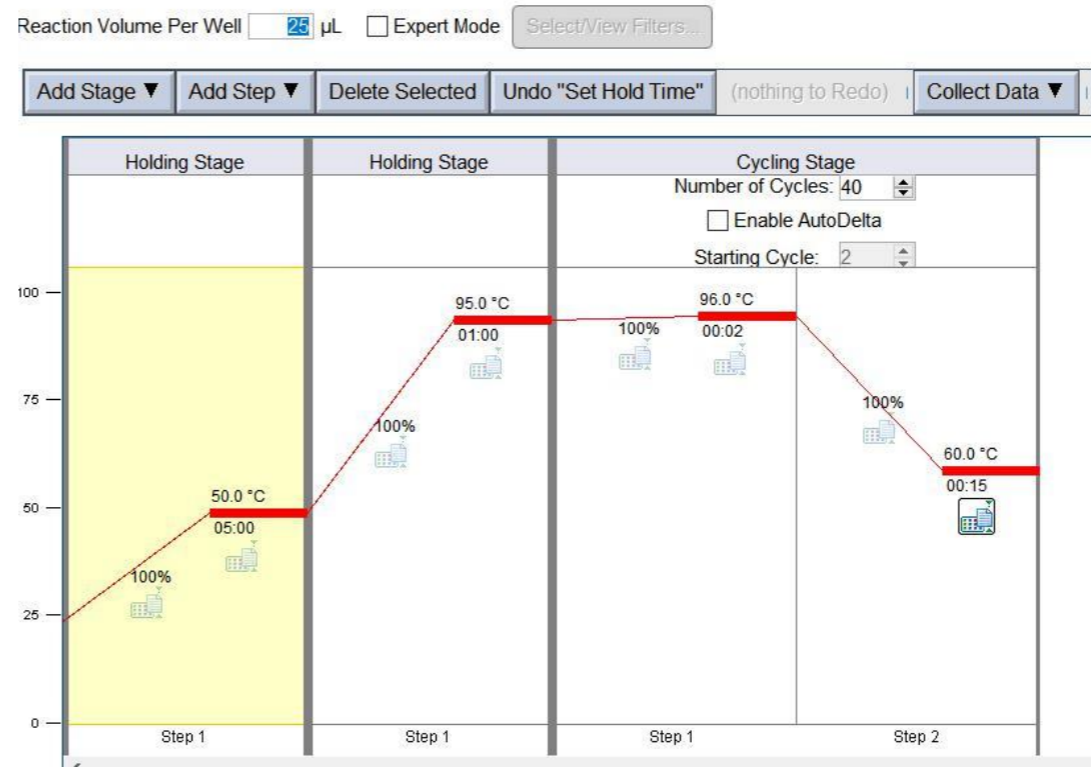 Reaction Volume Per Well 25 µL Expert Mode Select/View Filters...
Add Stage ▼ Add Step ▼ Delete Selected Undo "Set Hold Time" (nothing to Redo) Collect Data ▼
Holding Stage Holding Stage Cycling Stage
Number of Cycles: 40
Enable AutoDelta
Starting Cycle: 2
100
95.0 °C 96.0 °C
01:00 100% 00:02
75
100% 100%
60.0 °C
50.0 °C 00:15
50
05:00
100%
25
0
Step 1 Step 1 Step 1 Step 2